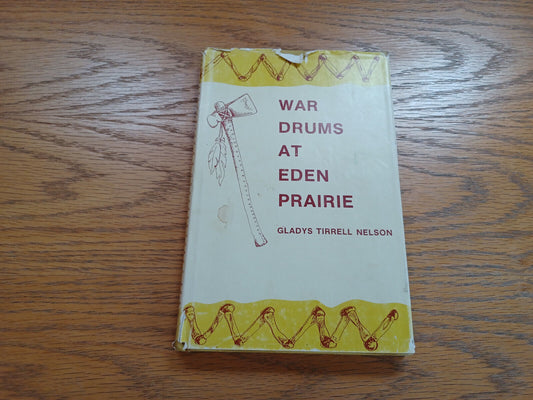 WAR
DRUMS
AT
EDEN
PRAIRIE
GLADYS TIRRELL NELSON